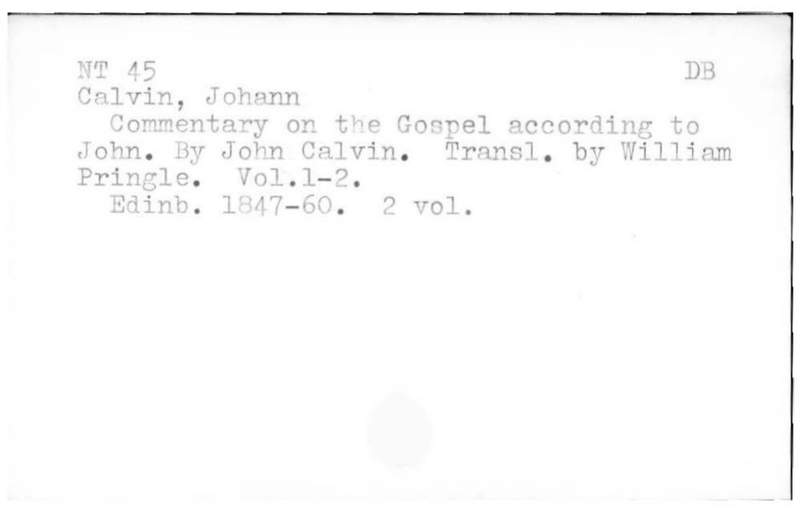 NT 45 DB
Calvin, Johann
Commentary on the Gospel according to
John. By John Calvin. Transl. by William
Pringle. Vol.1-2.
Edinb. 1847-60. 2 vol.